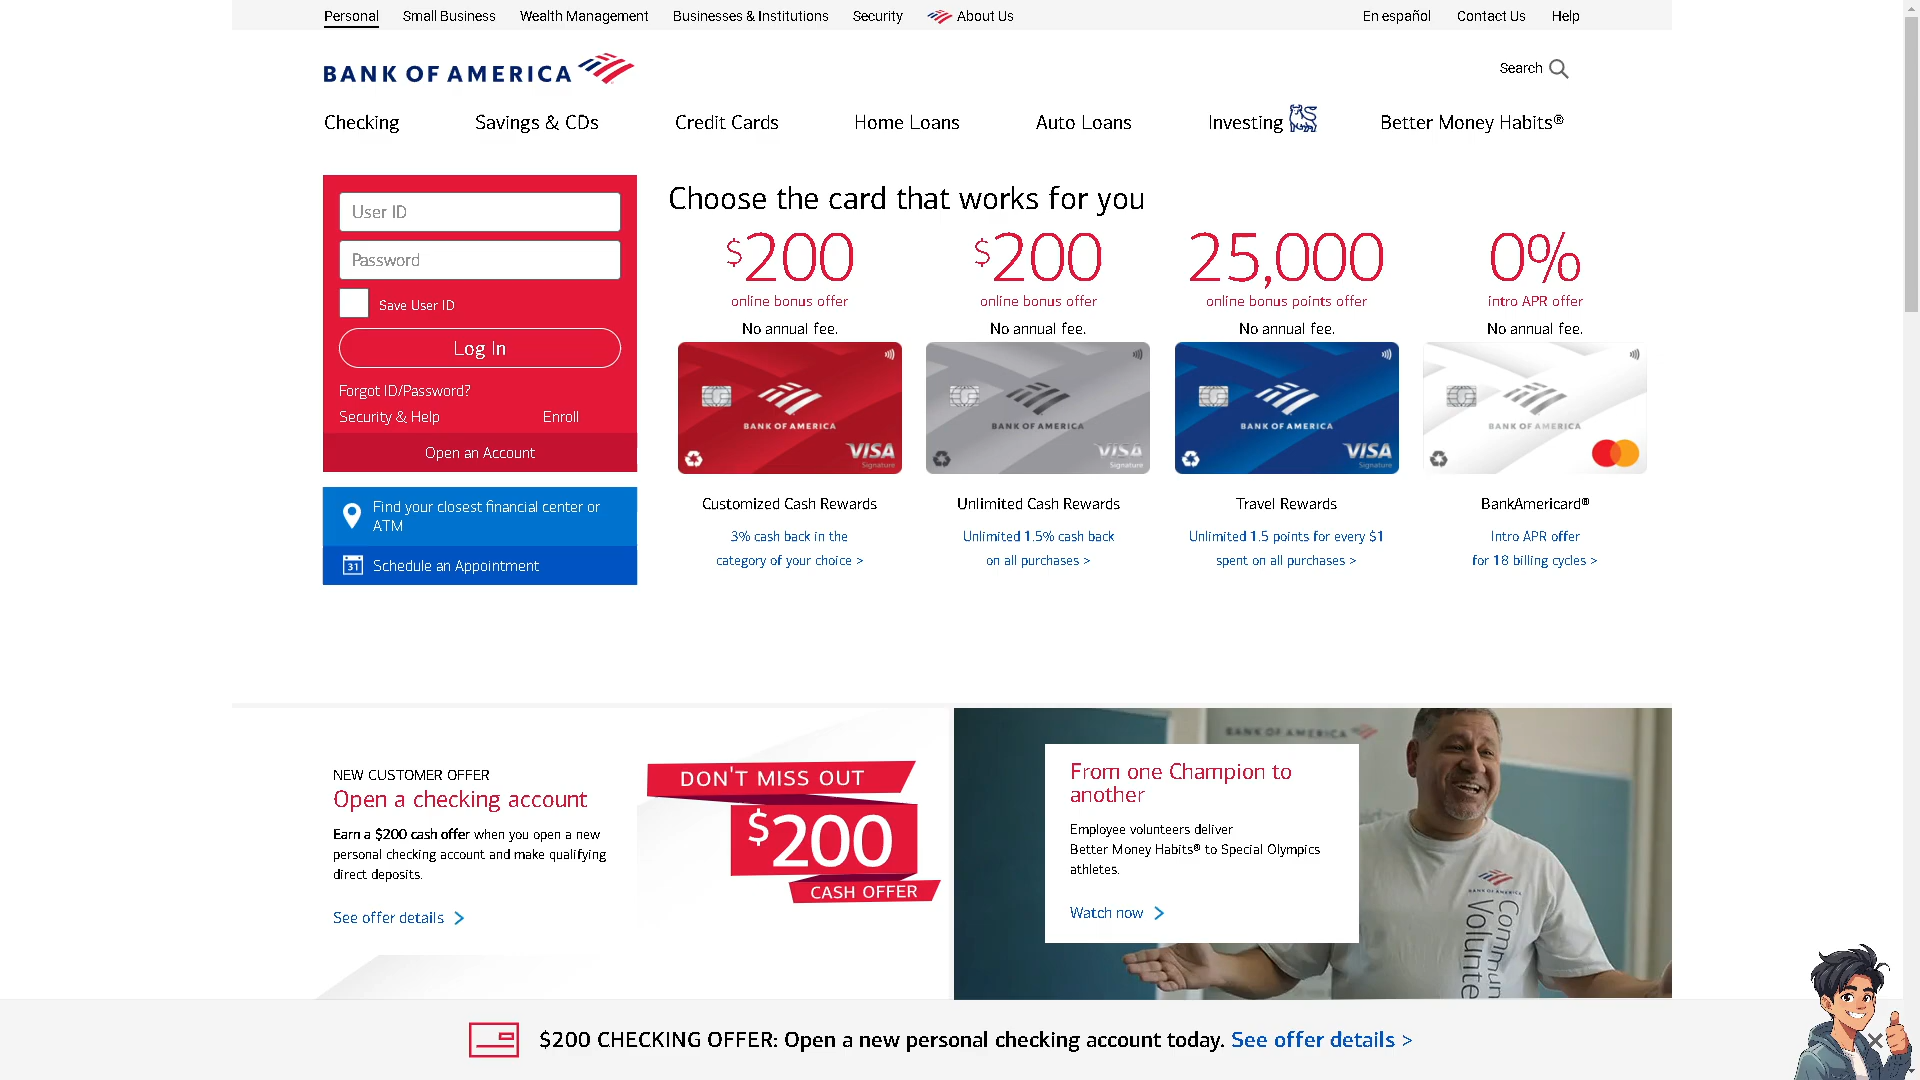 Personal
Small Business
Wealth Management
Businesses & Institutions
Security
About Us
En español
Contact Us
Help
BANK OF AMERICA
Search
Checking
Savings & CDs
Credit Cards
Home Loans
Auto Loans
Investing
Better Money Habits®
User ID
Password
Save User ID
Log In
Forgot ID/Password?
Security & Help
Enroll
Open an Account
Find your closest financial center or
ATM
31
Schedule an Appointment
Choose the card that works for you
$200
online bonus offer
No annual fee.
BANK OF AMERICA
VISA
Signature
Customized Cash Rewards
3% cash back in the
category of your choice >
$200
online bonus offer
No annual fee.
BANK OF AMERICA
VISA
Signature
Unlimited Cash Rewards
Unlimited 1.5% cash back
on all purchases >
25,000
online bonus points offer
No annual fee.
BANK OF AMERICA
VISA
Signature
Travel Rewards
Unlimited 1.5 points for every $1
spent on all purchases >
0%
intro APR offer
No annual fee.
BANK OF AMERICA
BankAmericard®
Intro APR offer
for 18 billing cycles >
NEW CUSTOMER OFFER
Open a checking account
Earn a $200 cash offer when you open a new
personal checking account and make qualifying
direct deposits.
See offer details
DON'T MISS OUT
$200
CASH OFFER
BANK OF AMERICA
From one Champion to
another
Employee volunteers deliver
Better Money Habits® to Special Olympics
athletes.
Watch now
BANK OF AMERICA
$200 CHECKING OFFER: Open a new personal checking account today. See offer details >